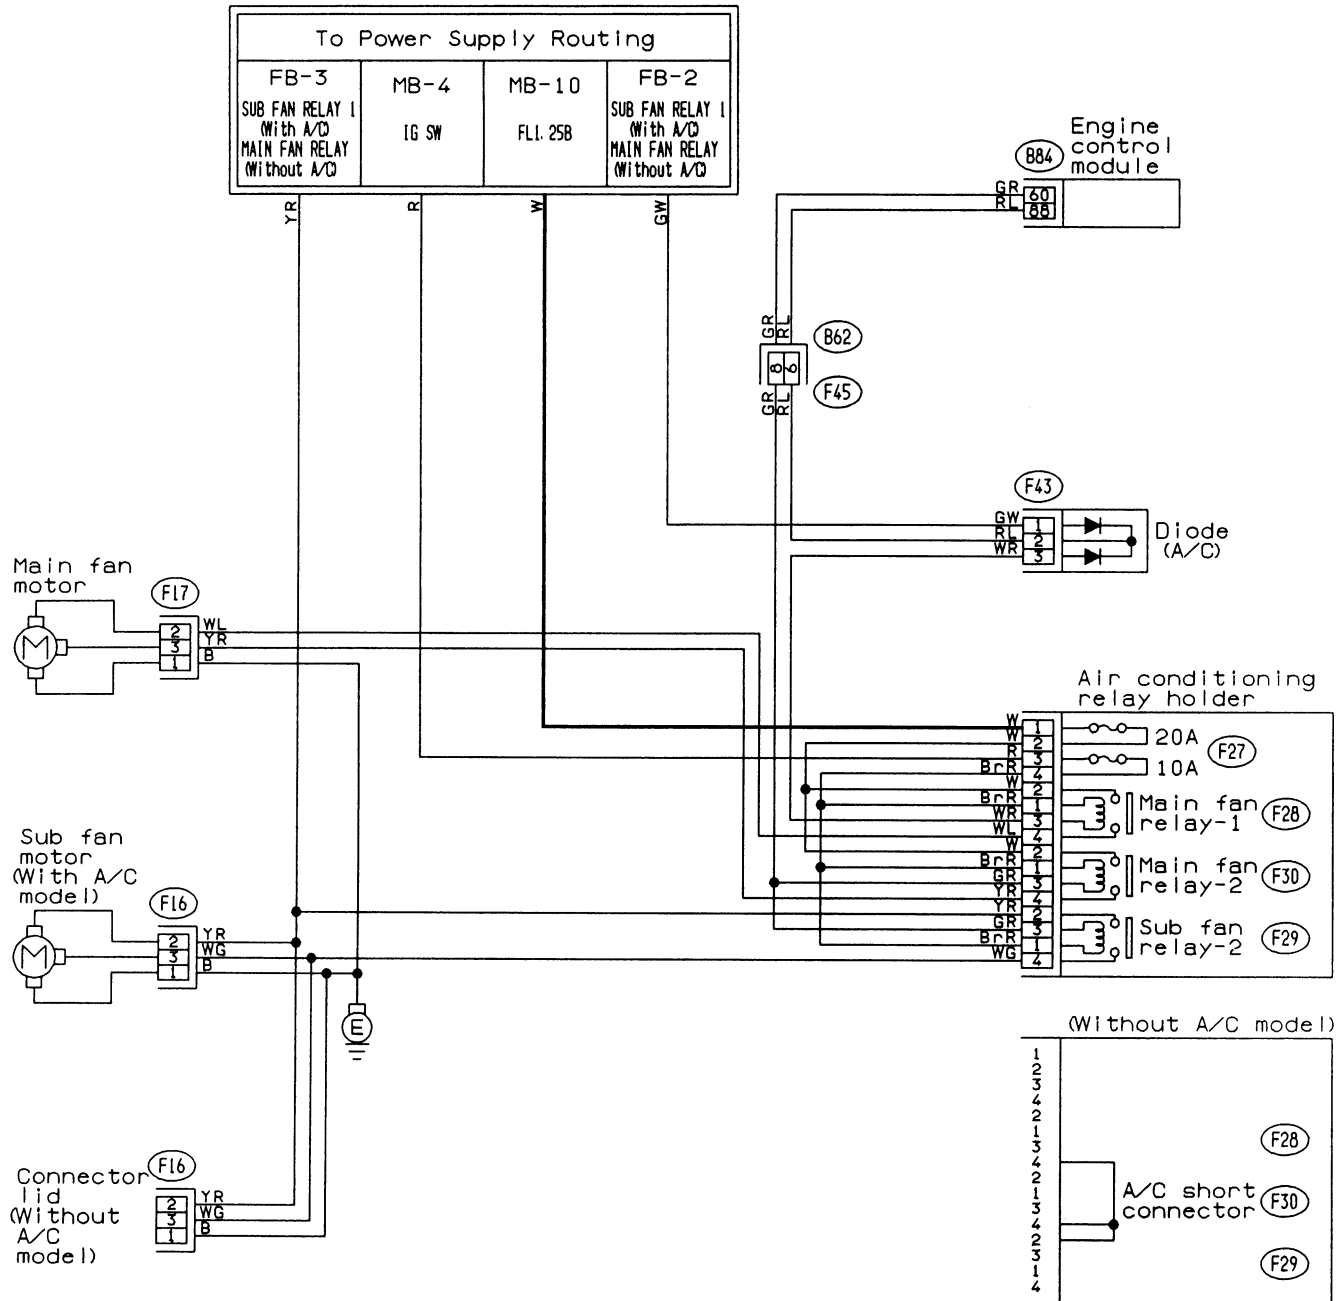 To Power Supply Routing
FB-3
SUB FAN RELAY 1
(With A/C)
MAIN FAN RELAY
(Without A/C)
MB-4
IG SW
MB-10
FL1. 25B
FB-2
SUB FAN RELAY 1
(With A/C)
MAIN FAN RELAY
(Without A/C)
YR
R
W
GW
B84
Engine
control
module
GR
RL
60
88
GR
RL
B62
8
6
F45
GR
RL
F43
GW
RL
WR
1
2
3
Diode
(A/C)
Main fan
motor
M
F17
2
3
1
WL
YR
B
Air conditioning
relay holder
W
W
R
BrR
W
BrR
WR
WL
W
BrR
GR
YR
YR
GR
BrR
WG
1
2
3
4
2
1
3
4
2
1
3
4
2
3
1
4
20A
10A
F27
Main fan
relay-1
F28
Main fan
relay-2
F30
Sub fan
relay-2
F29
Sub fan
motor
(With A/C
model)
M
F16
2
3
1
YR
WG
B
E
(Without A/C model)
1
2
3
4
2
1
3
4
2
1
3
4
2
3
1
4
F28
A/C short
connector
F30
F29
Connector
lid
(Without
A/C
model)
F16
2
3
1
YR
WG
B